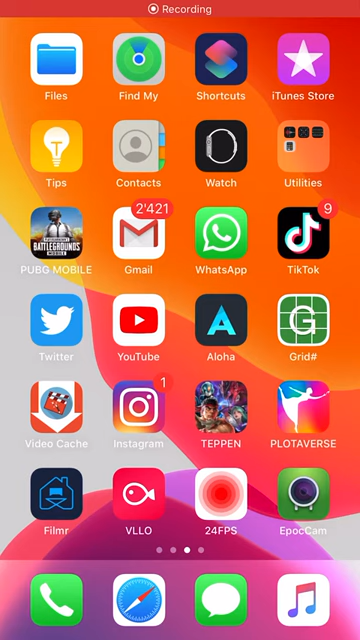 Recording
Files Find My Shortcuts iTunes Store
Tips Contacts Watch Utilities
BATTLEGROUNDS 2'421 9
PUBG MOBILE Gmail WhatsApp TikTok
Twitter YouTube Aloha Grid#
G
1
Video Cache Instagram TEPPEN PLOTAVERSE
Filmr VLLO 24FPS EpocCam